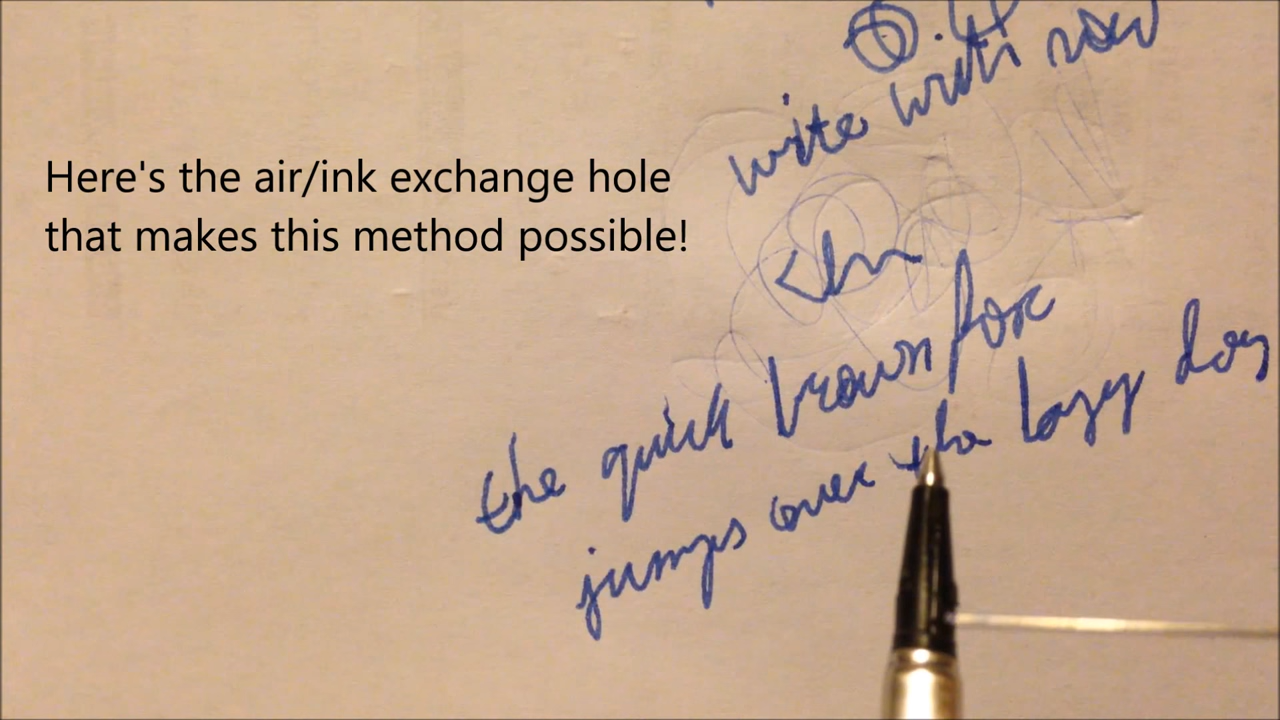 Here's the air/ink exchange hole
that makes this method possible!
write with
the quick brown fox
jumps over the lazy dog